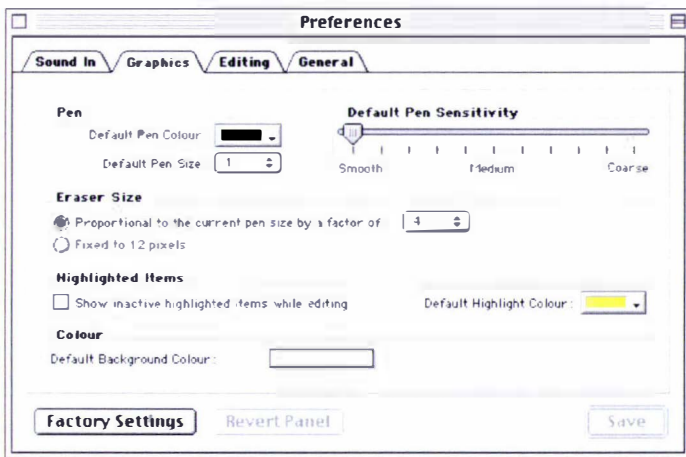 Preferences
Sound In Graphics Editing General
Pen
Default Pen Colour
Default Pen Size 1
Default Pen Sensitivity
Smooth Medium Coarse
Eraser Size
Proportional to the current pen size by a factor of 4
Fixed to 12 pixels
Highlighted Items
Show inactive highlighted items while editing
Default Highlight Colour :
Colour
Default Background Colour :
Factory Settings Revert Panel Save